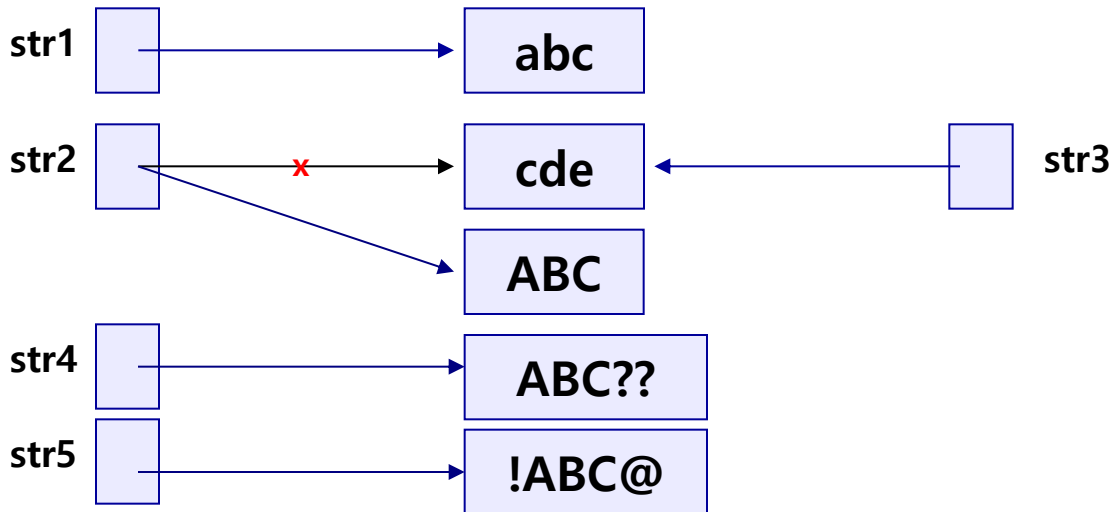 str1
abc
str2
x
cde
str3
ABC
str4
ABC??
str5
!ABC@